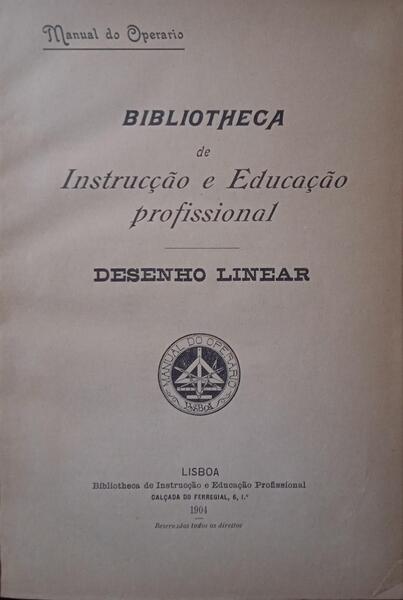 Manual do Operario
BIBLIOTHECA
de
Instrucção e Educação
profissional
DESENHO LINEAR
MANUAL DO OPERARIO
LISBOA
LISBOA
Bibliotheca de Instrucção e Educação Profissional
CALÇADA DO FERREGIAL, 6, 1.º
1904
Reservados todos os direitos